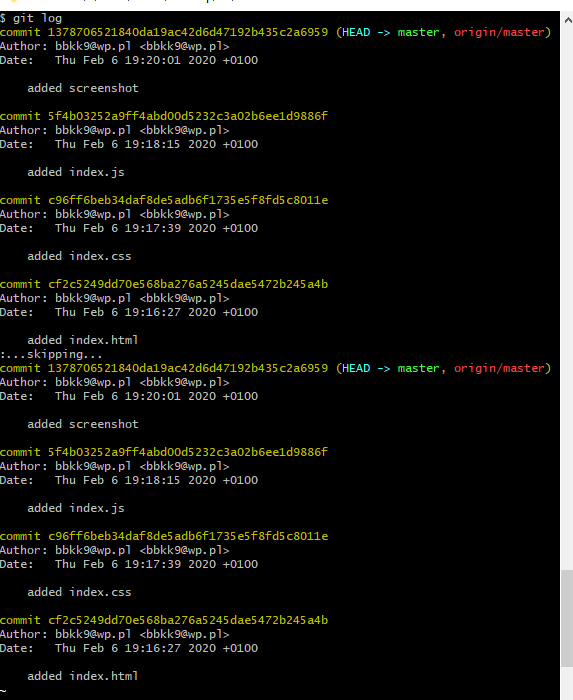 $ git log
commit 1378706521840da19ac42d6d47192b435c2a6959 (HEAD -> master, origin/master)
Author: bbkk9@wp.pl <bbkk9@wp.pl>
Date:   Thu Feb 6 19:20:01 2020 +0100
    added screenshot
commit 5f4b03252a9ff4abd00d5232c3a02b6ee1d9886f
Author: bbkk9@wp.pl <bbkk9@wp.pl>
Date:   Thu Feb 6 19:18:15 2020 +0100
    added index.js
commit c96ff6beb34daf8de5adb6f1735e5f8fd5c8011e
Author: bbkk9@wp.pl <bbkk9@wp.pl>
Date:   Thu Feb 6 19:17:39 2020 +0100
    added index.css
commit cf2c5249dd70e568ba276a5245dae5472b245a4b
Author: bbkk9@wp.pl <bbkk9@wp.pl>
Date:   Thu Feb 6 19:16:27 2020 +0100
    added index.html
:...skipping...
commit 1378706521840da19ac42d6d47192b435c2a6959 (HEAD -> master, origin/master)
Author: bbkk9@wp.pl <bbkk9@wp.pl>
Date:   Thu Feb 6 19:20:01 2020 +0100
    added screenshot
commit 5f4b03252a9ff4abd00d5232c3a02b6ee1d9886f
Author: bbkk9@wp.pl <bbkk9@wp.pl>
Date:   Thu Feb 6 19:18:15 2020 +0100
    added index.js
commit c96ff6beb34daf8de5adb6f1735e5f8fd5c8011e
Author: bbkk9@wp.pl <bbkk9@wp.pl>
Date:   Thu Feb 6 19:17:39 2020 +0100
    added index.css
commit cf2c5249dd70e568ba276a5245dae5472b245a4b
Author: bbkk9@wp.pl <bbkk9@wp.pl>
Date:   Thu Feb 6 19:16:27 2020 +0100
    added index.html
~